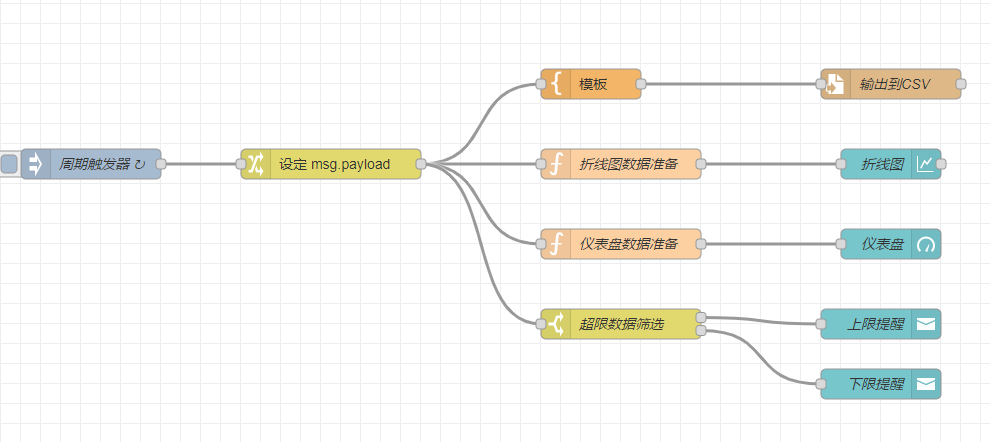 模板
输出到CSV
周期触发器 ↻
设定 msg.payload
折线图数据准备
折线图
仪表盘数据准备
仪表盘
超限数据筛选
上限提醒
下限提醒